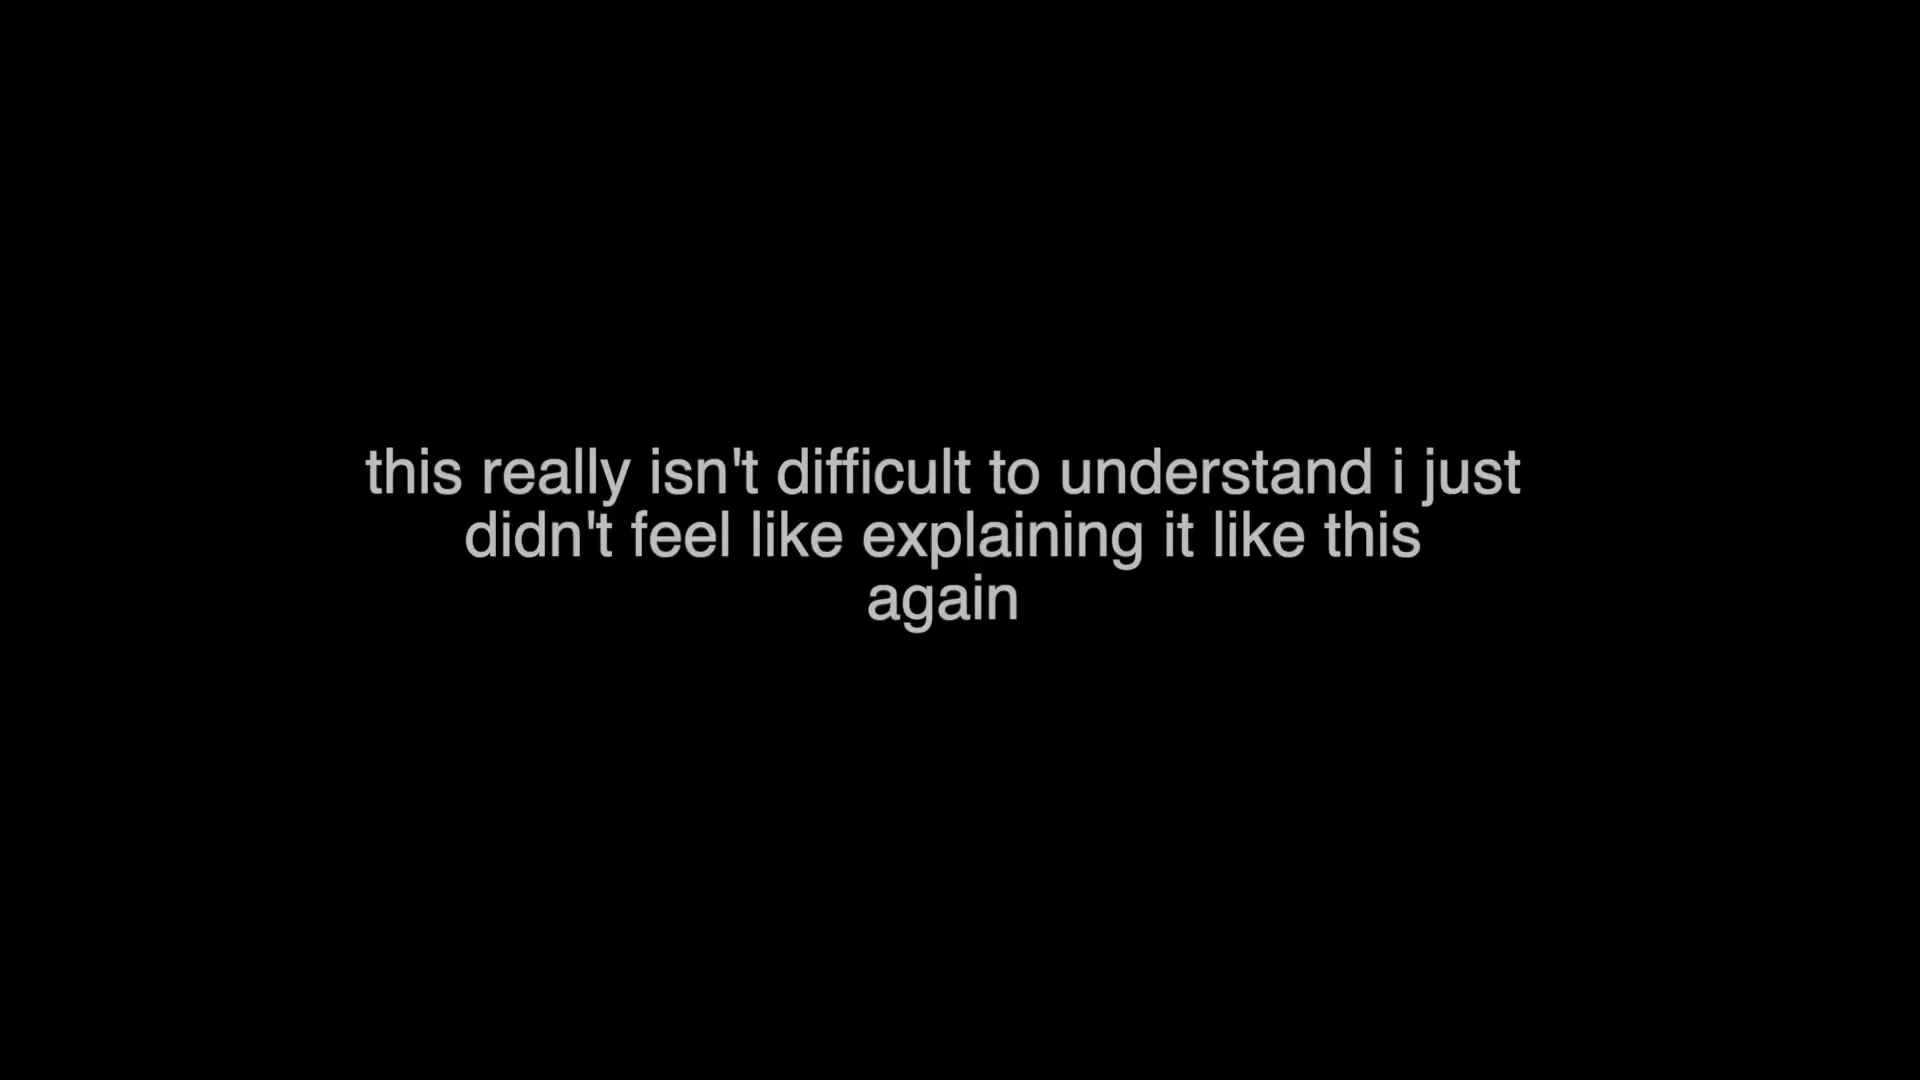 this really isn't difficult to understand i just
didn't feel like explaining it like this
again